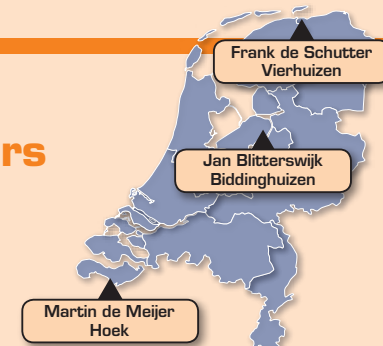 Frank de Schutter
Vierhuizen
rs
Jan Blitterswijk
Biddinghuizen
Martin de Meijer
Hoek